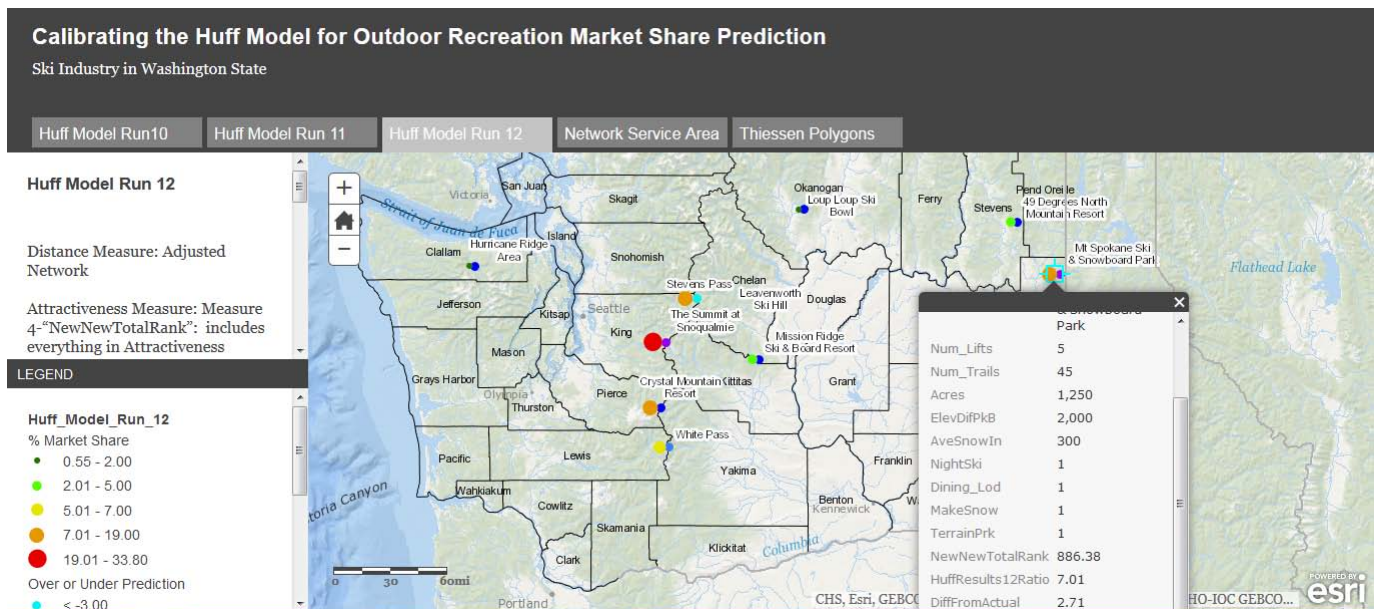 Calibrating the Huff Model for Outdoor Recreation Market Share Prediction
Ski Industry in Washington State
Huff Model Run10
Huff Model Run 11
Huff Model Run 12
Network Service Area
Thiessen Polygons
Huff Model Run 12
Distance Measure: Adjusted
Network
Attractiveness Measure: Measure
4-“NewNewTotalRank”: includes
everything in Attractiveness
LEGEND
Huff_Model_Run_12
% Market Share
0.55 - 2.00
2.01 - 5.00
5.01 - 7.00
7.01 - 19.00
19.01 - 33.80
Over or Under Prediction
< -3.00
+
−
Victoria
San Juan
Skagit
Okanogan
Loup Loup Ski
Bowl
Ferry
Stevens
Pend Oreille
49 Degrees North
Mountain Resort
Strait of Juan de Fuca
Island
Clallam
Hurricane Ridge
Area
Snohomish
Mt Spokane Ski
& Snowboard Park
Flathead Lake
Stevens Pass
Chelan
Leavenworth
Ski Hill
Douglas
Jefferson
Kitsap
Seattle
The Summit at
Snoqualmie
King
Mission Ridge
Ski & Board Resort
Mason
Grays Harbor
Olympia
Thurston
Pierce
Crystal Mountain
Resort
Kittitas
Grant
White Pass
Pacific
Lewis
Yakima
Franklin
Wahkiakum
Cowlitz
Benton
Kennewick
Skamania
Clark
Klickitat
Columbia
Portland
0 30 60mi
& Snowboard
Park
Num_Lifts 5
Num_Trails 45
Acres 1,250
ElevDifPkB 2,000
AveSnowIn 300
NightSki 1
Dining_Lod 1
MakeSnow 1
TerrainPrk 1
NewNewTotalRank 886.38
HuffResults12Ratio 7.01
DiffFromActual 2.71
CHS, Esri, GEBC
HO-IOC GEBCO...
POWERED BY
esri